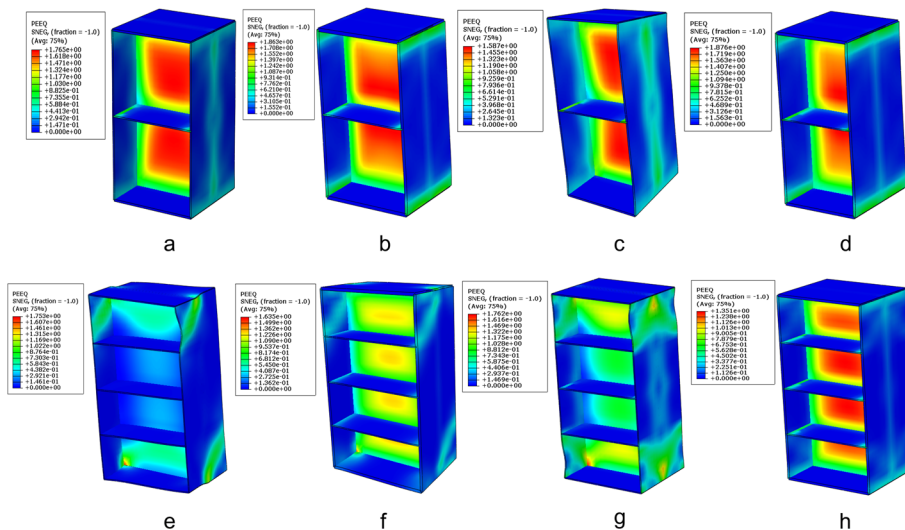 PEEQ
SNEG, (fraction = -1.0)
(Avg: 75%)
+1.765e+00
+1.618e+00
+1.471e+00
+1.324e+00
+1.177e+00
+1.030e+00
+8.825e-01
+7.355e-01
+5.884e-01
+4.413e-01
+2.942e-01
+1.471e-01
+0.000e+00
PEEQ
SNEG, (fraction = -1.0)
(Avg: 75%)
+1.863e+00
+1.708e+00
+1.552e+00
+1.397e+00
+1.242e+00
+1.087e+00
+9.314e-01
+7.762e-01
+6.210e-01
+4.657e-01
+3.105e-01
+1.552e-01
+0.000e+00
PEEQ
SNEG, (fraction = -1.0)
(Avg: 75%)
+1.587e+00
+1.455e+00
+1.323e+00
+1.190e+00
+1.058e+00
+9.259e-01
+7.936e-01
+6.614e-01
+5.291e-01
+3.968e-01
+2.645e-01
+1.323e-01
+0.000e+00
PEEQ
SNEG, (fraction = -1.0)
(Avg: 75%)
+1.876e+00
+1.719e+00
+1.563e+00
+1.407e+00
+1.250e+00
+1.094e+00
+9.378e-01
+7.815e-01
+6.252e-01
+4.689e-01
+3.126e-01
+1.563e-01
+0.000e+00
a
b
c
d
PEEQ
SNEG, (fraction = -1.0)
(Avg: 75%)
+1.753e+00
+1.607e+00
+1.461e+00
+1.315e+00
+1.169e+00
+1.022e+00
+8.764e-01
+7.303e-01
+5.843e-01
+4.382e-01
+2.921e-01
+1.461e-01
+0.000e+00
PEEQ
SNEG, (fraction = -1.0)
(Avg: 75%)
+1.635e+00
+1.499e+00
+1.362e+00
+1.226e+00
+1.090e+00
+9.537e-01
+8.174e-01
+6.812e-01
+5.450e-01
+4.087e-01
+2.725e-01
+1.362e-01
+0.000e+00
PEEQ
SNEG, (fraction = -1.0)
(Avg: 75%)
+1.762e+00
+1.616e+00
+1.469e+00
+1.322e+00
+1.175e+00
+1.028e+00
+8.812e-01
+7.343e-01
+5.875e-01
+4.406e-01
+2.937e-01
+1.469e-01
+0.000e+00
PEEQ
SNEG, (fraction = -1.0)
(Avg: 75%)
+1.351e+00
+1.238e+00
+1.126e+00
+1.013e+00
+9.005e-01
+7.879e-01
+6.753e-01
+5.628e-01
+4.502e-01
+3.377e-01
+2.251e-01
+1.126e-01
+0.000e+00
e
f
g
h